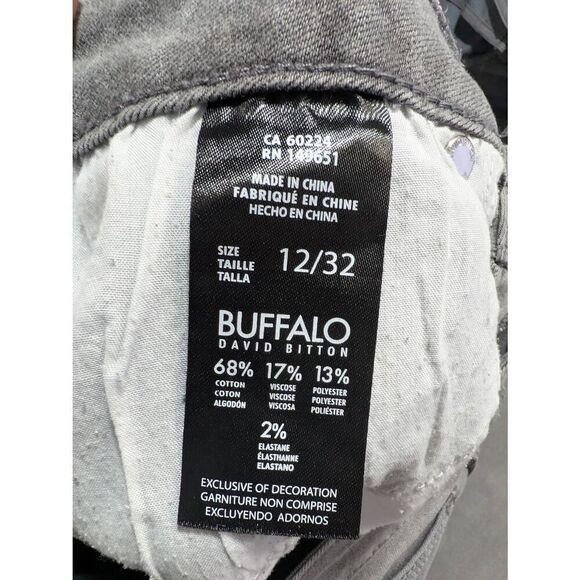 CA 60224
RN 149651
MADE IN CHINA
FABRIQUÉ EN CHINE
HECHO EN CHINA
SIZE
TAILLE 12/32
TALLA
BUFFALO
DAVID BITTON
68% 17% 13%
COTTON VISCOSE POLYESTER
COTON VISCOSE POLYESTER
ALGODÓN VISCOSA POLIÉSTER
2%
ELASTANE
ÉLASTHANNE
ELASTANO
EXCLUSIVE OF DECORATION
GARNITURE NON COMPRISE
EXCLUYENDO ADORNOS